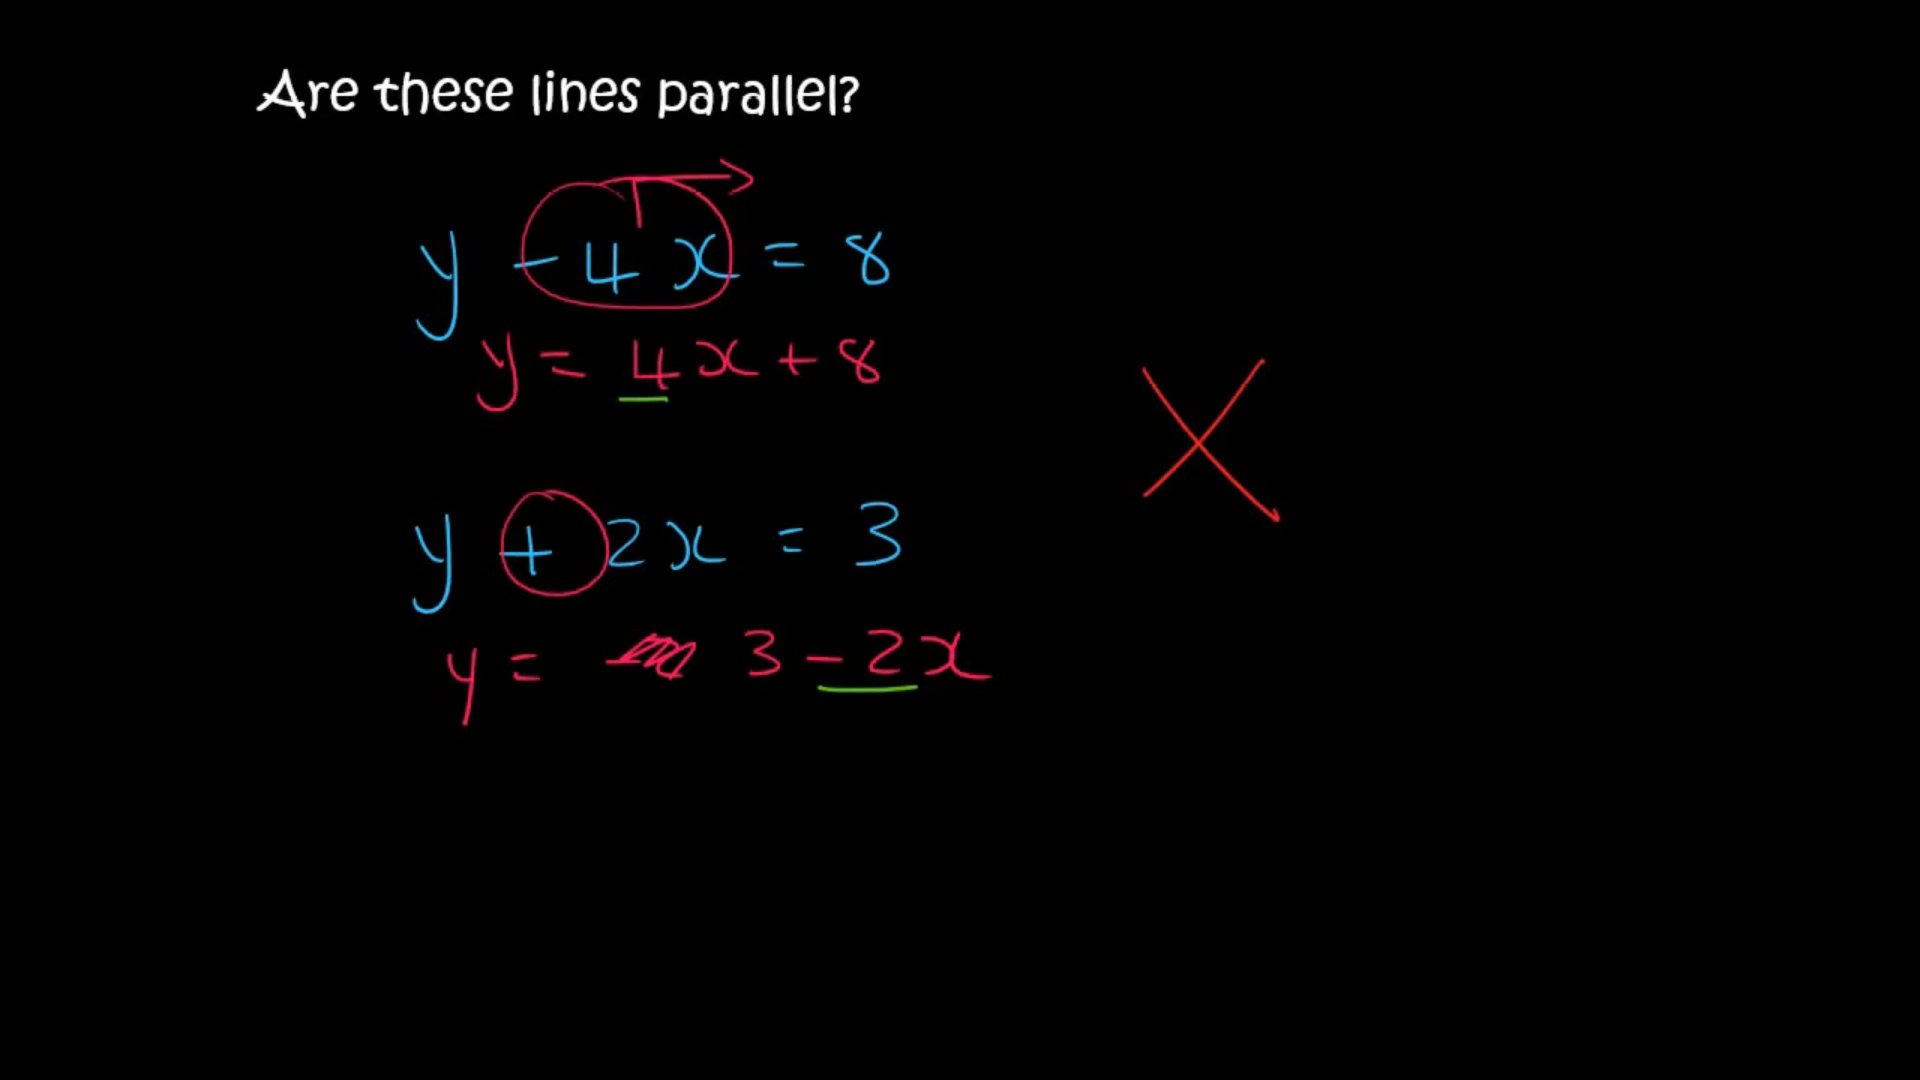 Are these lines parallel?
y - 4x = 8
y = 4x + 8
y + 2x = 3
y = 3 - 2x